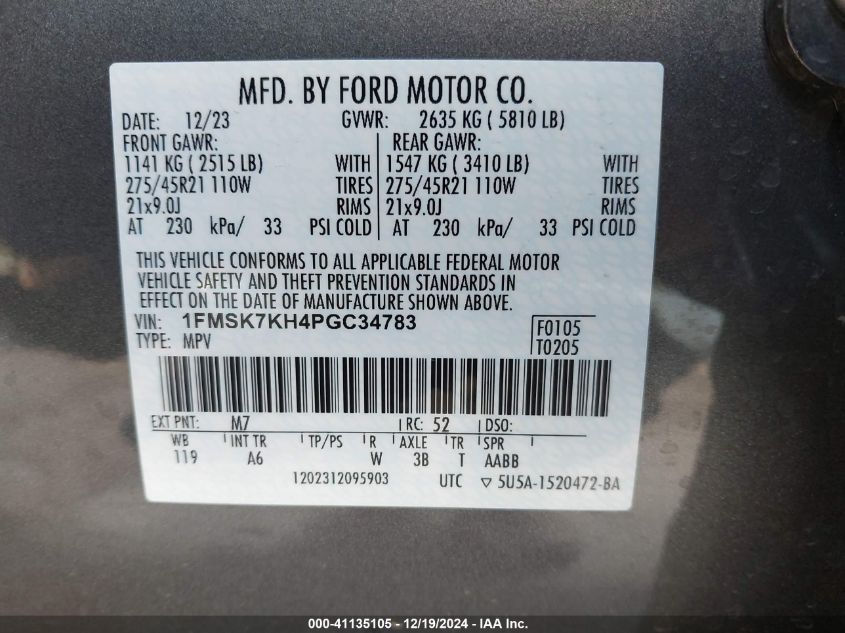 MFD. BY FORD MOTOR CO.
DATE: 12/23 GVWR: 2635 KG ( 5810 LB)
FRONT GAWR: REAR GAWR:
1141 KG ( 2515 LB) WITH 1547 KG ( 3410 LB) WITH
275/45R21 110W TIRES 275/45R21 110W TIRES
21x9.0J RIMS 21x9.0J RIMS
AT 230 kPa/ 33 PSI COLD AT 230 kPa/ 33 PSI COLD
THIS VEHICLE CONFORMS TO ALL APPLICABLE FEDERAL MOTOR
VEHICLE SAFETY AND THEFT PREVENTION STANDARDS IN
EFFECT ON THE DATE OF MANUFACTURE SHOWN ABOVE.
VIN: 1FMSK7KH4PGC34783 F0105
TYPE: MPV T0205
EXT PNT: M7 RC: 52 DSO:
WB INT TR TP/PS R AXLE TR SPR
119 A6 W 3B T AABB
1202312095903 UTC ▽ 5U5A-1520472-BA
000-41135105 - 12/19/2024 - IAA Inc.